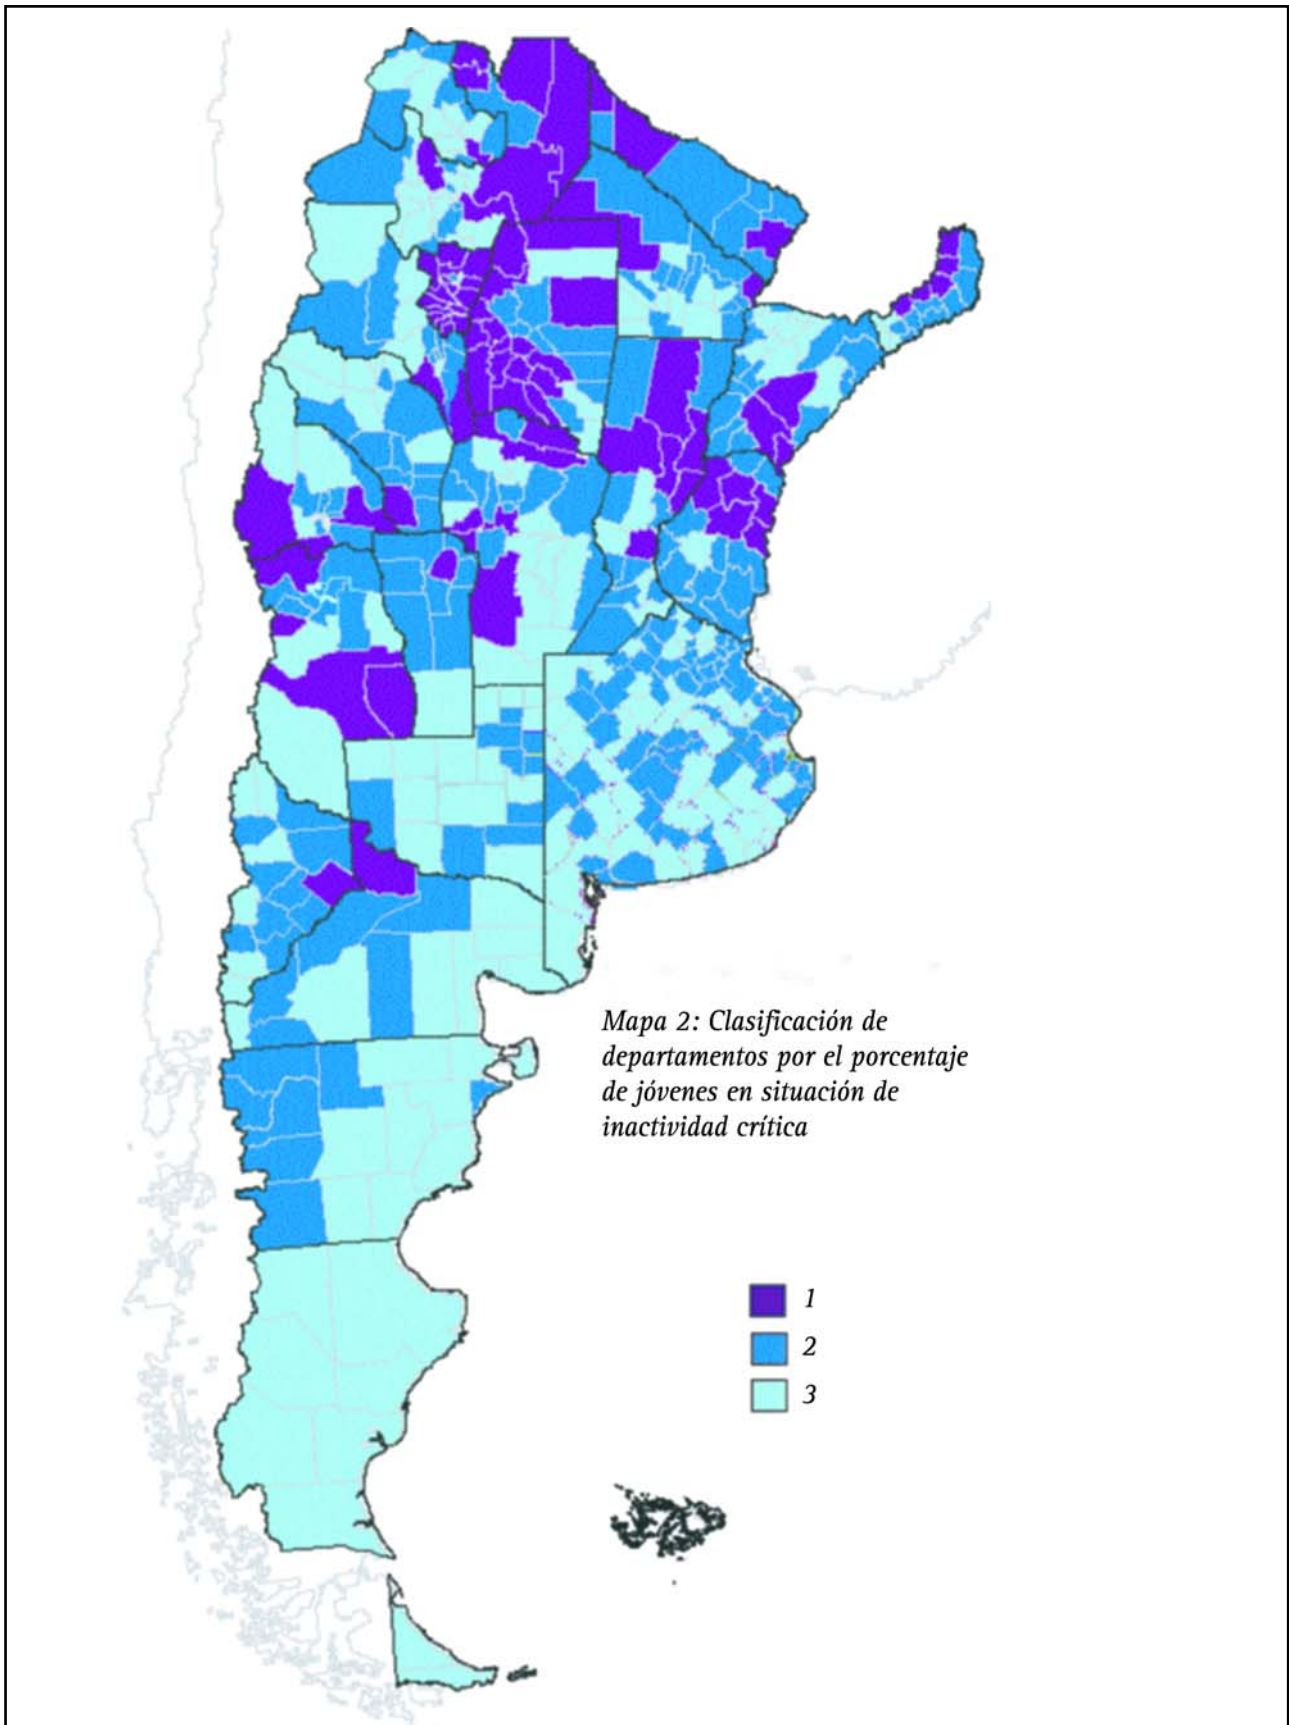 Mapa 2: Clasificación de
departamentos por el porcentaje
de jóvenes en situación de
inactividad crítica
1
2
3